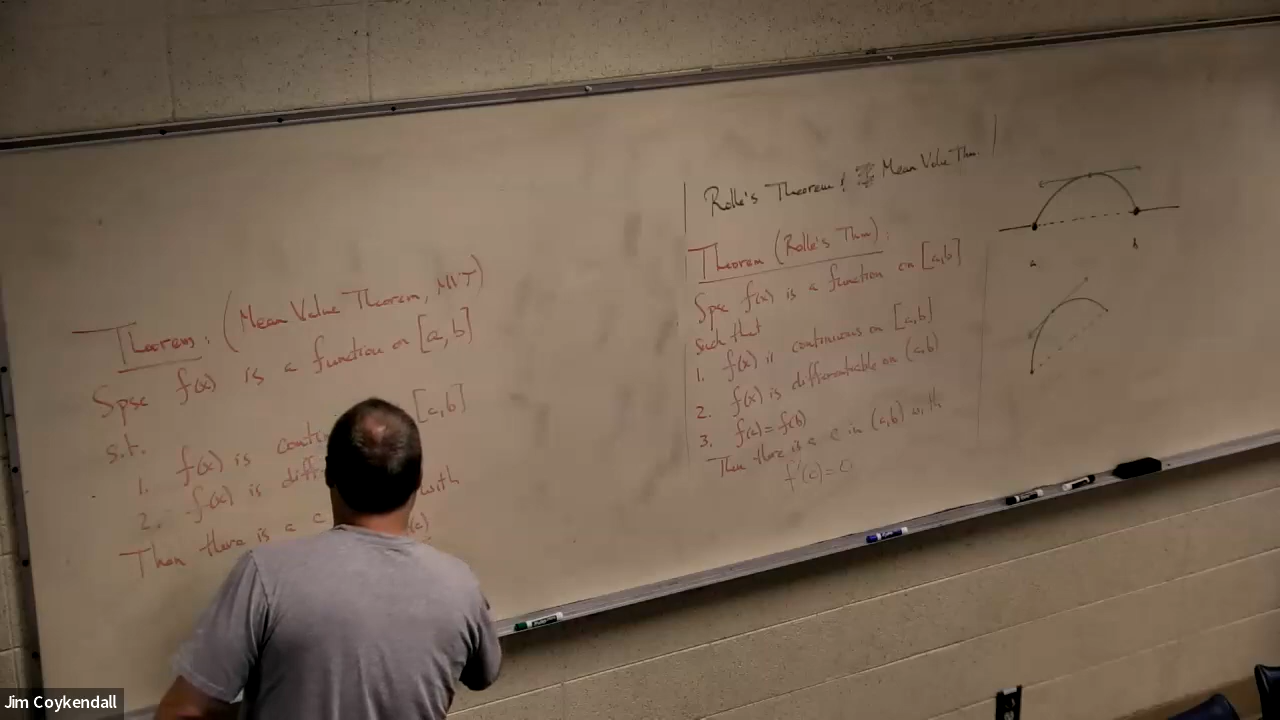 Theorem: (Mean Value Theorem, MVT)
Spse f(x) is a function on [a,b]
s.t.
1. f(x) is contin [a,b]
2. f(x) is diff with
Then there is a c (a)
Rolle's Theorem & Mean Value Thm.
Theorem (Rolle's Thm):
Spse f(x) is a function on [a,b]
such that
1. f(x) is continuous on [a,b]
2. f(x) is differentiable on (a,b)
3. f(a) = f(b)
Then there is a c in (a,b) with
f'(c) = 0
a b
Jim Coykendall